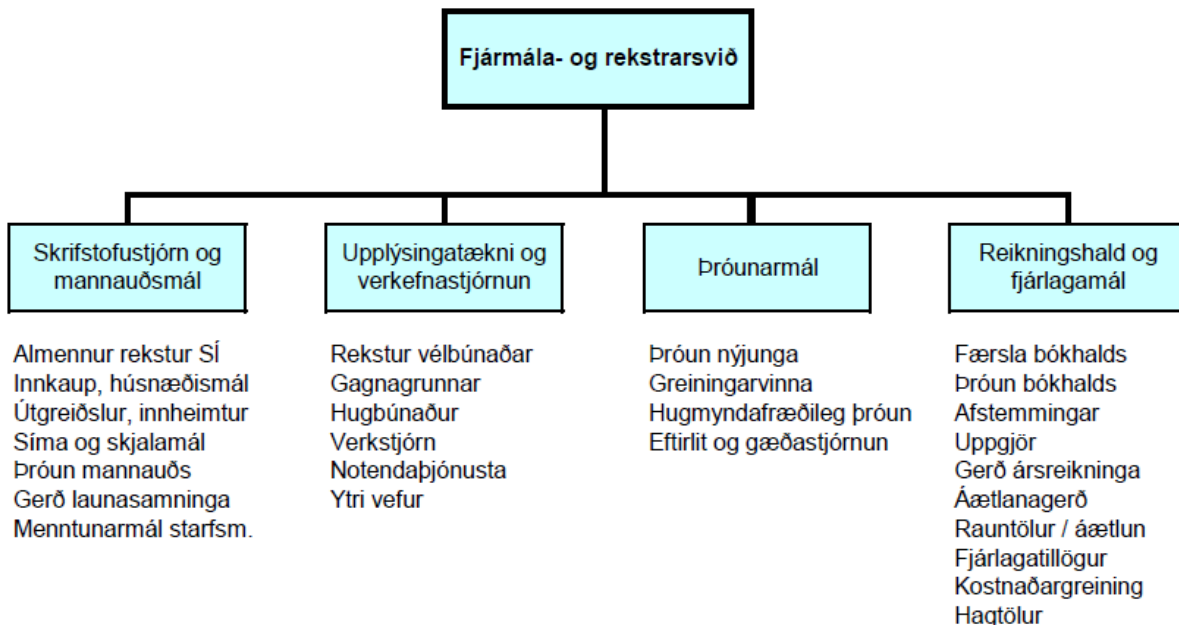 Fjármála- og rekstrarsvið
Skrifstofustjórn og
mannauðsmál
Upplýsingatækni og
verkefnastjórnun
Þróunarmál
Reikningshald og
fjárlagamál
Almennur rekstur SÍ
Innkaup, húsnæðismál
Útgreiðslur, innheimtur
Síma og skjalamál
Þróun mannauðs
Gerð launasamninga
Menntunarmál starfsm.
Rekstur vélbúnaðar
Gagnagrunnar
Hugbúnaður
Verkstjórn
Notendaþjónusta
Ytri vefur
Þróun nýjunga
Greiningarvinna
Hugmyndafræðileg þróun
Eftirlit og gæðastjórnun
Færsla bókhalds
Þróun bókhalds
Afstemmingar
Uppgjör
Gerð ársreikninga
Áætlanagerð
Rauntölur / áætlun
Fjárlagatillögur
Kostnaðargreining
Hagtölur